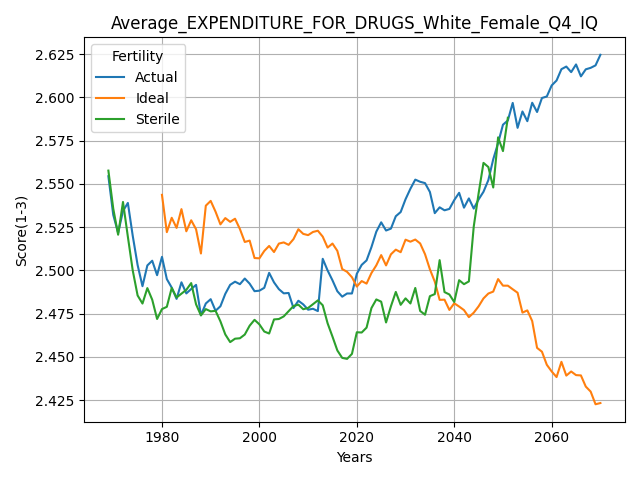 Average_EXPENDITURE_FOR_DRUGS_White_Female_Q4_IQ
Fertility
Actual
Ideal
Sterile
Score(1-3)
2.625
2.600
2.575
2.550
2.525
2.500
2.475
2.450
2.425
1980 2000 2020 2040 2060
Years